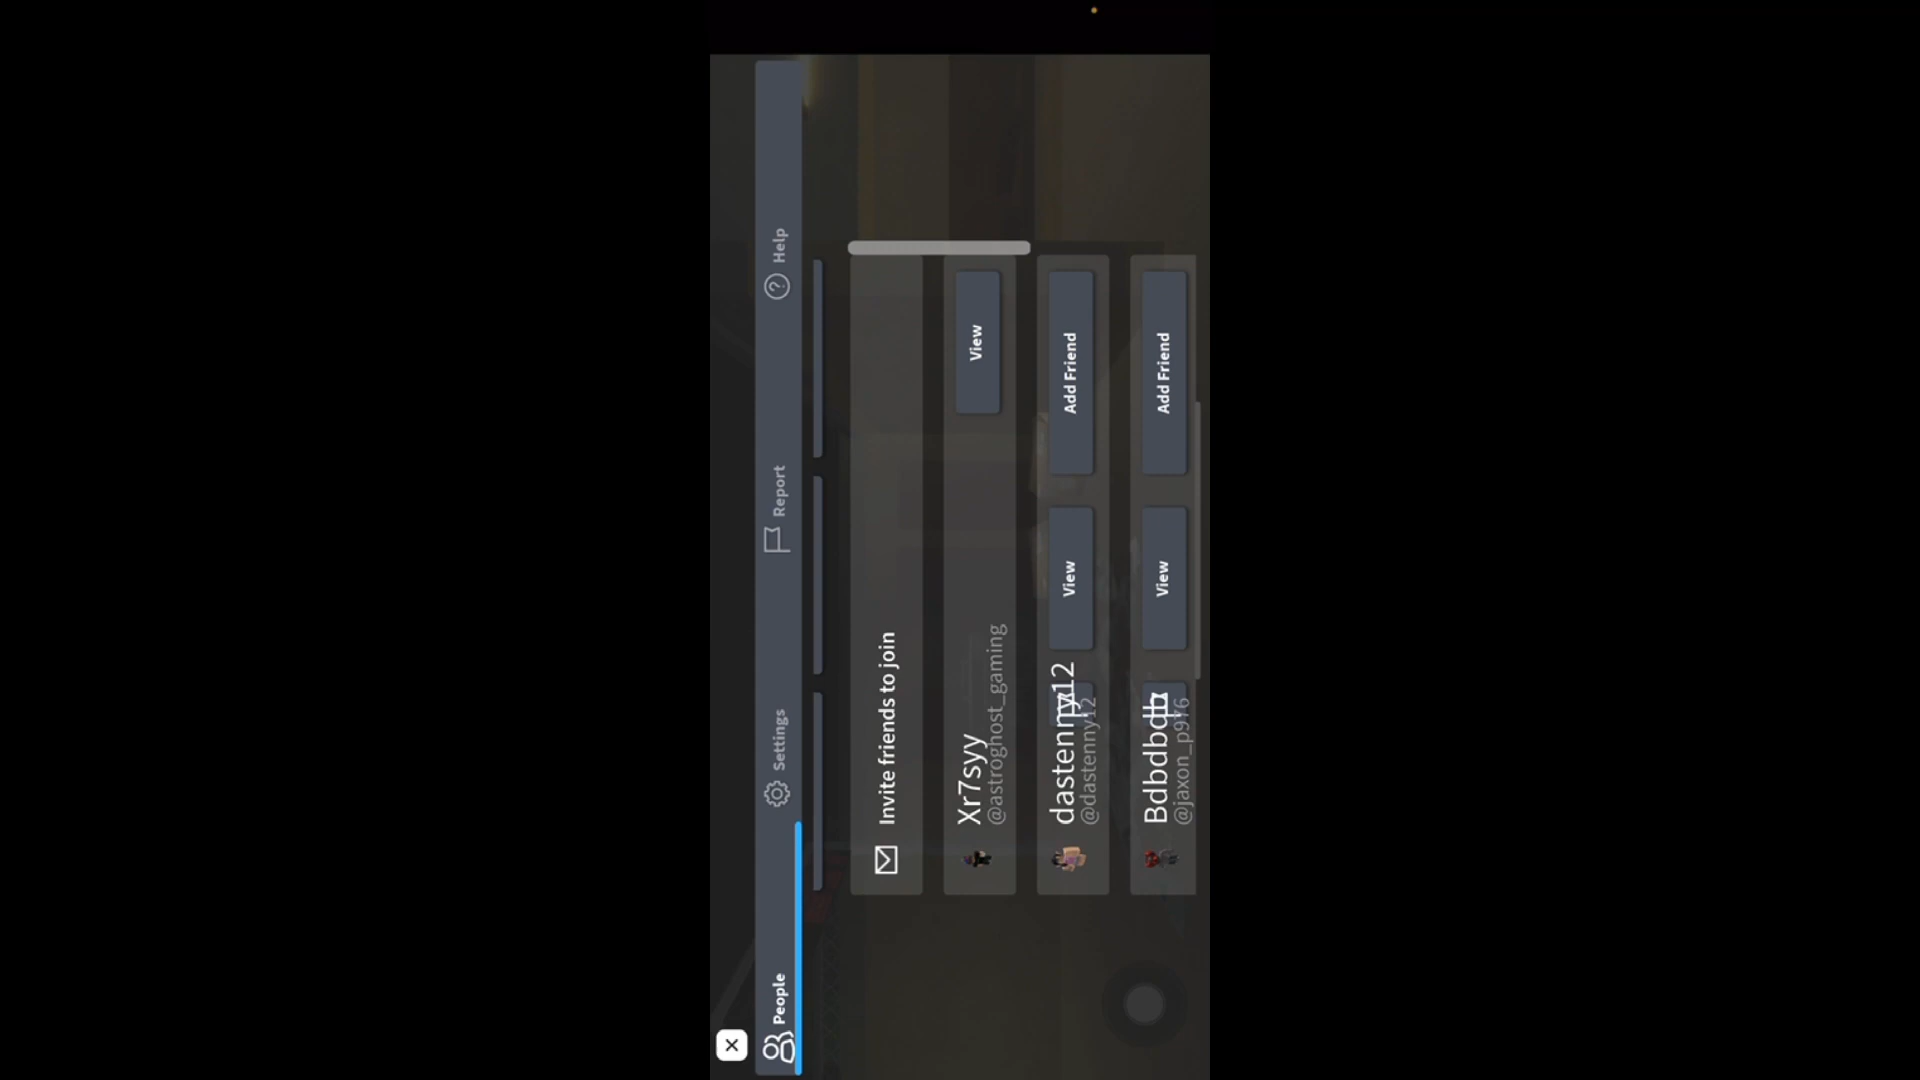 People
Settings
Report
Help
Invite friends to join
Xr7syy
@astroghost_gaming
View
dastenny12
@dastenny12
View
Add Friend
@jaxon_p976
View
Add Friend